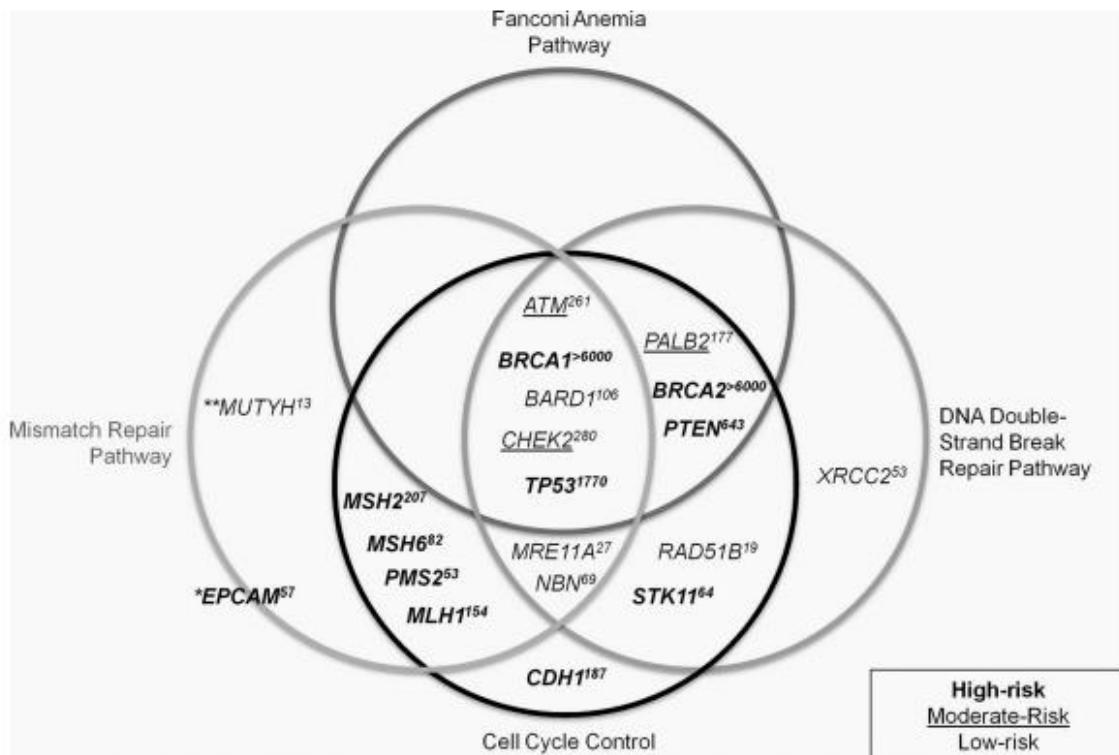 Fanconi Anemia
Pathway
ATM261
PALB2177
BRCA1>6000
BRCA2>6000
**MUTYH13
BARD1106
Mismatch Repair
Pathway
CHEK2280
PTEN643
DNA Double-
Strand Break
Repair Pathway
XRCC253
TP531770
MSH2207
MSH682
MRE11A27
RAD51B19
PMS253
NBN69
*EPCAM57
MLH1154
STK1164
CDH1187
Cell Cycle Control
High-risk
Moderate-Risk
Low-risk